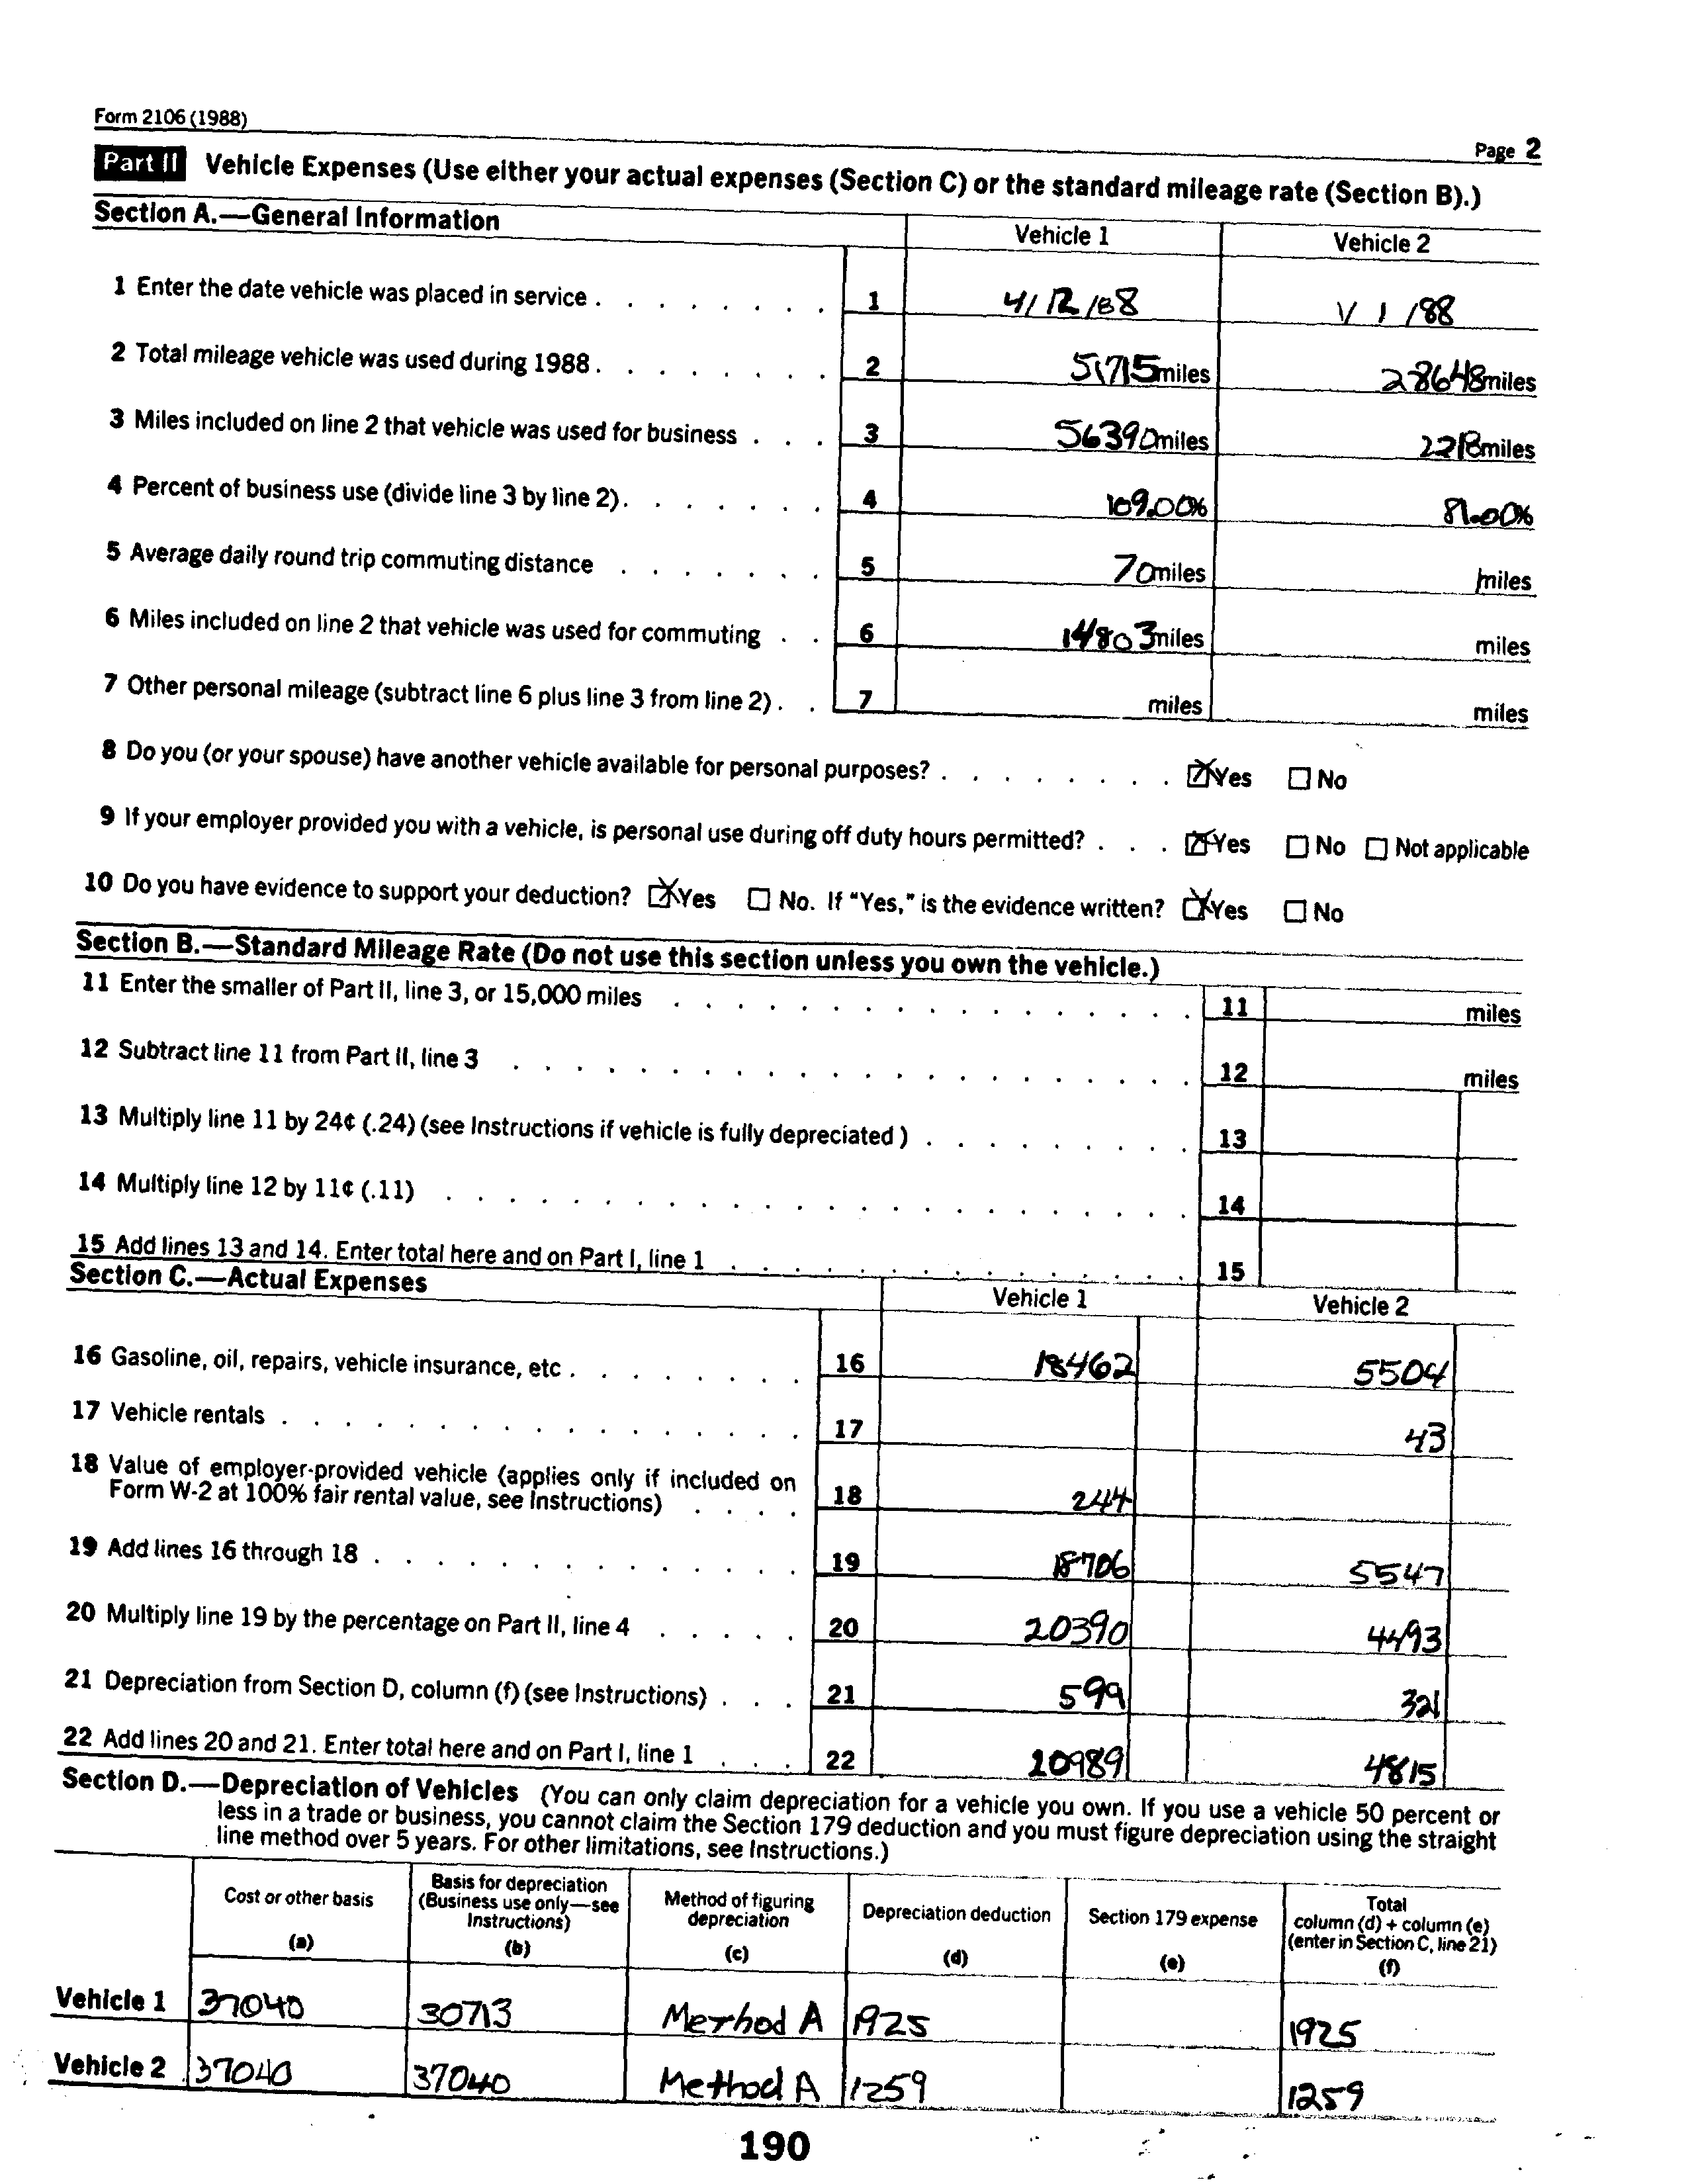 Form 2106 (1988)
Page 2
Part II Vehicle Expenses (Use either your actual expenses (Section C) or the standard mileage rate (Section B).)
Section A.—General Information
Vehicle 1 Vehicle 2
1 Enter the date vehicle was placed in service . . . . . . . . 1 4/12/88 1/1/88
2 Total mileage vehicle was used during 1988 . . . . . . . . 2 51715 miles 28648 miles
3 Miles included on line 2 that vehicle was used for business . . . 3 56390 miles miles
4 Percent of business use (divide line 3 by line 2) . . . . . . . 4 109.00% 81.00%
5 Average daily round trip commuting distance . . . . . . . 5 70 miles miles
6 Miles included on line 2 that vehicle was used for commuting . . 6 14803 miles miles
7 Other personal mileage (subtract line 6 plus line 3 from line 2) . . 7 miles miles
8 Do you (or your spouse) have another vehicle available for personal purposes? . . . . . . . . Yes No
9 If your employer provided you with a vehicle, is personal use during off duty hours permitted? . . . Yes No Not applicable
10 Do you have evidence to support your deduction? Yes No. If "Yes," is the evidence written? Yes No
Section B.—Standard Mileage Rate (Do not use this section unless you own the vehicle.)
11 Enter the smaller of Part II, line 3, or 15,000 miles . . . . . . . . . . . . . . . . . 11 miles
12 Subtract line 11 from Part II, line 3 . . . . . . . . . . . . . . . . . . . . . . 12 miles
13 Multiply line 11 by 24¢ (.24) (see Instructions if vehicle is fully depreciated ) . . . . . . . . . 13
14 Multiply line 12 by 11¢ (.11) . . . . . . . . . . . . . . . . . . . . . . . . 14
15 Add lines 13 and 14. Enter total here and on Part I, line 1 . . . . . . . . . . . . . . . 15
Section C.—Actual Expenses
Vehicle 1 Vehicle 2
16 Gasoline, oil, repairs, vehicle insurance, etc . . . . . . . . 16 18462 5504
17 Vehicle rentals . . . . . . . . . . . . . . . . . 17 43
18 Value of employer-provided vehicle (applies only if included on
Form W-2 at 100% fair rental value, see Instructions) . . . . 18 244
19 Add lines 16 through 18 . . . . . . . . . . . . . . 19 18706 5547
20 Multiply line 19 by the percentage on Part II, line 4 . . . . . 20 20390 4493
21 Depreciation from Section D, column (f) (see Instructions) . . . 21 599 321
22 Add lines 20 and 21. Enter total here and on Part I, line 1 . . . 22 20989 4815
Section D.—Depreciation of Vehicles (You can only claim depreciation for a vehicle you own. If you use a vehicle 50 percent or
less in a trade or business, you cannot claim the Section 179 deduction and you must figure depreciation using the straight
line method over 5 years. For other limitations, see Instructions.)
Cost or other basis (a)
Basis for depreciation (Business use only—see Instructions) (b)
Method of figuring depreciation (c)
Depreciation deduction (d)
Section 179 expense (e)
Total column (d) + column (e) (enter in Section C, line 21) (f)
Vehicle 1 37040 30713 Method A 1925 1925
Vehicle 2 37040 37040 Method A 1259 1259
190